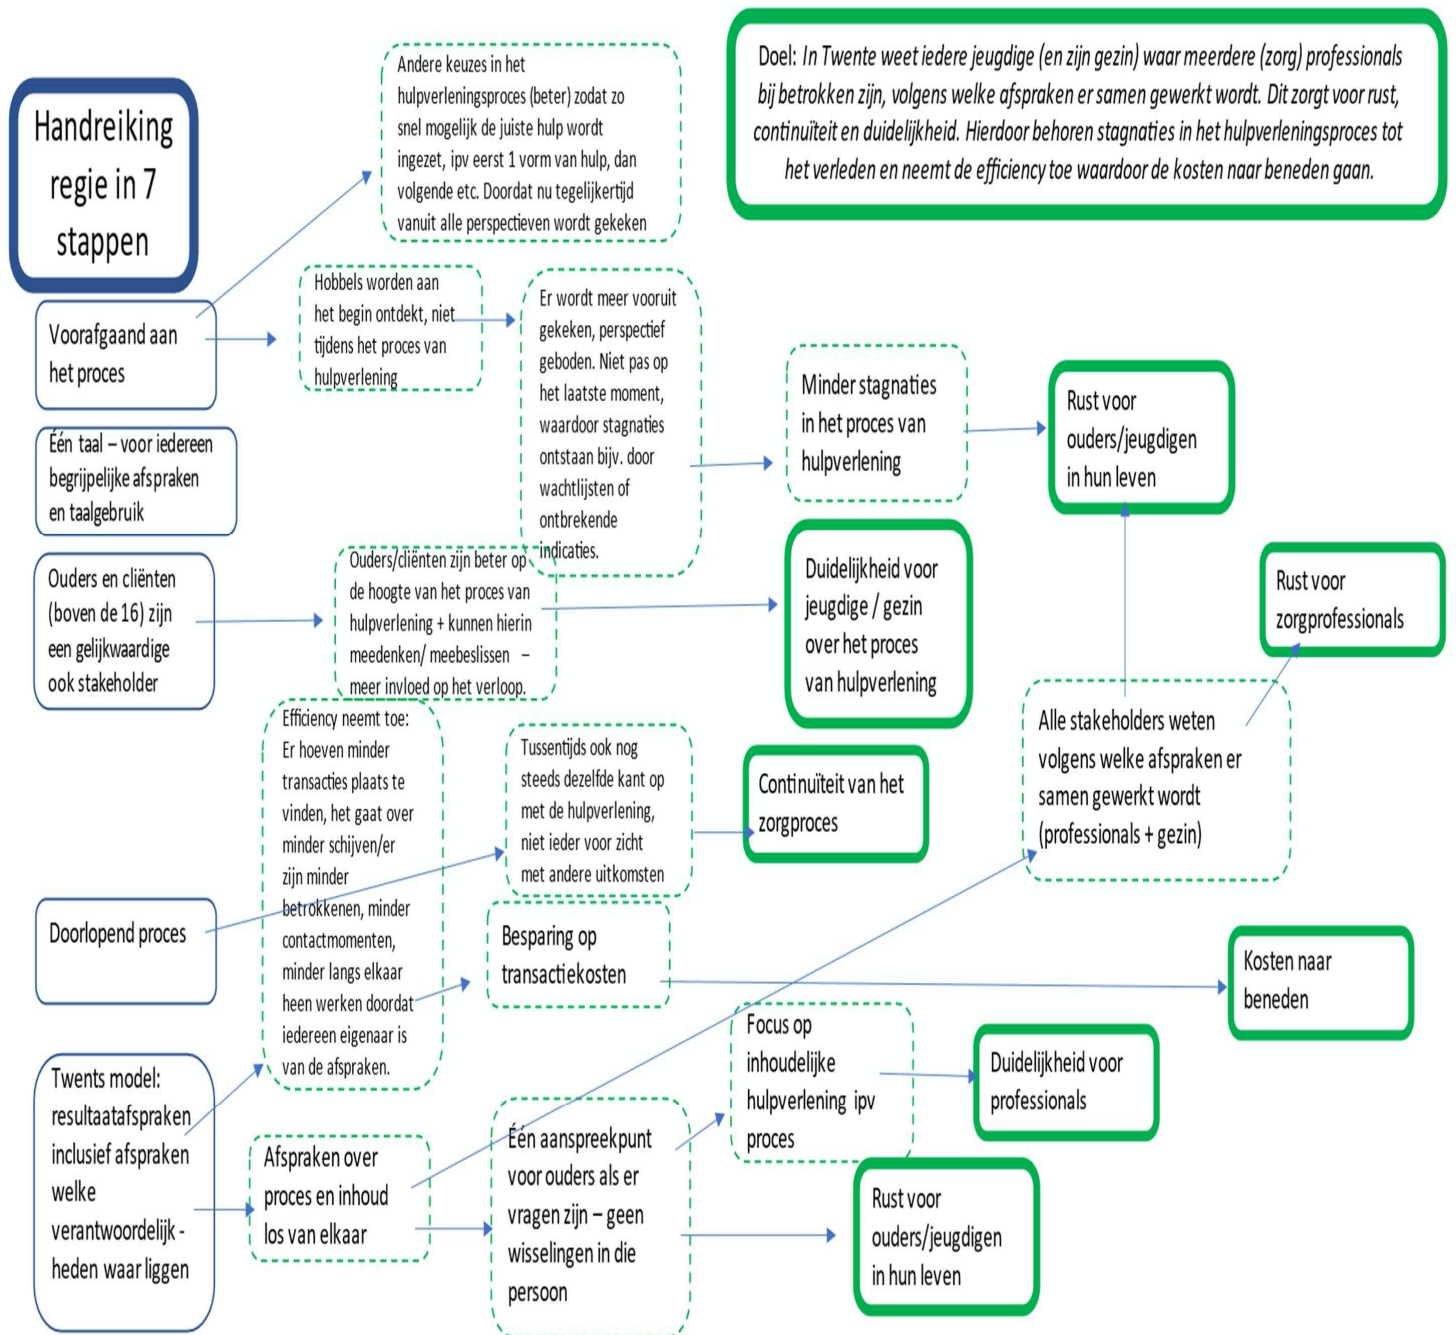 Handreiking
regie in 7
stappen
Andere keuzes in het
hulpverleningsproces (beter) zodat zo
snel mogelijk de juiste hulp wordt
ingezet, ipv eerst 1 vorm van hulp, dan
volgende etc. Doordat nu tegelijkertijd
vanuit alle perspectieven wordt gekeken
Doel: In Twente weet iedere jeugdige (en zijn gezin) waar meerdere (zorg) professionals
bij betrokken zijn, volgens welke afspraken er samen gewerkt wordt. Dit zorgt voor rust,
continuïteit en duidelijkheid. Hierdoor behoren stagnaties in het hulpverleningsproces tot
het verleden en neemt de efficiency toe waardoor de kosten naar beneden gaan.
Voorafgaand aan
het proces
Hobbels worden aan
het begin ontdekt, niet
tijdens het proces van
hulpverlening
Er wordt meer vooruit
gekeken, perspectief
geboden. Niet pas op
het laatste moment,
waardoor stagnaties
ontstaan bijv. door
wachtlijsten of
ontbrekende
indicaties.
Minder stagnaties
in het proces van
hulpverlening
Rust voor
ouders/jeugdigen
in hun leven
Één taal – voor iedereen
begrijpelijke afspraken
en taalgebruik
Ouders en cliënten
(boven de 16) zijn
een gelijkwaardige
ook stakeholder
Ouders/cliënten zijn beter op
de hoogte van het proces van
hulpverlening + kunnen hierin
meedenken/ meebeslissen –
meer invloed op het verloop.
Duidelijkheid voor
jeugdige / gezin
over het proces
van hulpverlening
Rust voor
zorgprofessionals
Alle stakeholders weten
volgens welke afspraken er
samen gewerkt wordt
(professionals + gezin)
Efficiency neemt toe:
Er hoeven minder
transacties plaats te
vinden, het gaat over
minder schijven/er
zijn minder
betrokkenen, minder
contactmomenten,
minder langs elkaar
heen werken doordat
iedereen eigenaar is
van de afspraken.
Tussentijds ook nog
steeds dezelfde kant op
met de hulpverlening,
niet ieder voor zicht
met andere uitkomsten
Continuïteit van het
zorgproces
Doorlopend proces
Besparing op
transactiekosten
Kosten naar
beneden
Twents model:
resultaatafspraken
inclusief afspraken
welke
verantwoordelijk -
heden waar liggen
Afspraken over
proces en inhoud
los van elkaar
Één aanspreekpunt
voor ouders als er
vragen zijn – geen
wisselingen in die
persoon
Focus op
inhoudelijke
hulpverlening ipv
proces
Duidelijkheid voor
professionals
Rust voor
ouders/jeugdigen
in hun leven